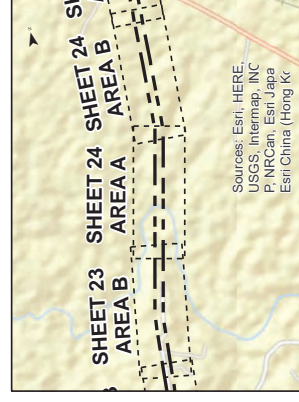 SHEET 23
AREA B
SHEET 24
AREA A
SHEET 24
AREA B
SH
B
Sources: Esri, HERE,
USGS, Intermap, INC
P, NRCan, Esri Japa
Esri China (Hong Ko